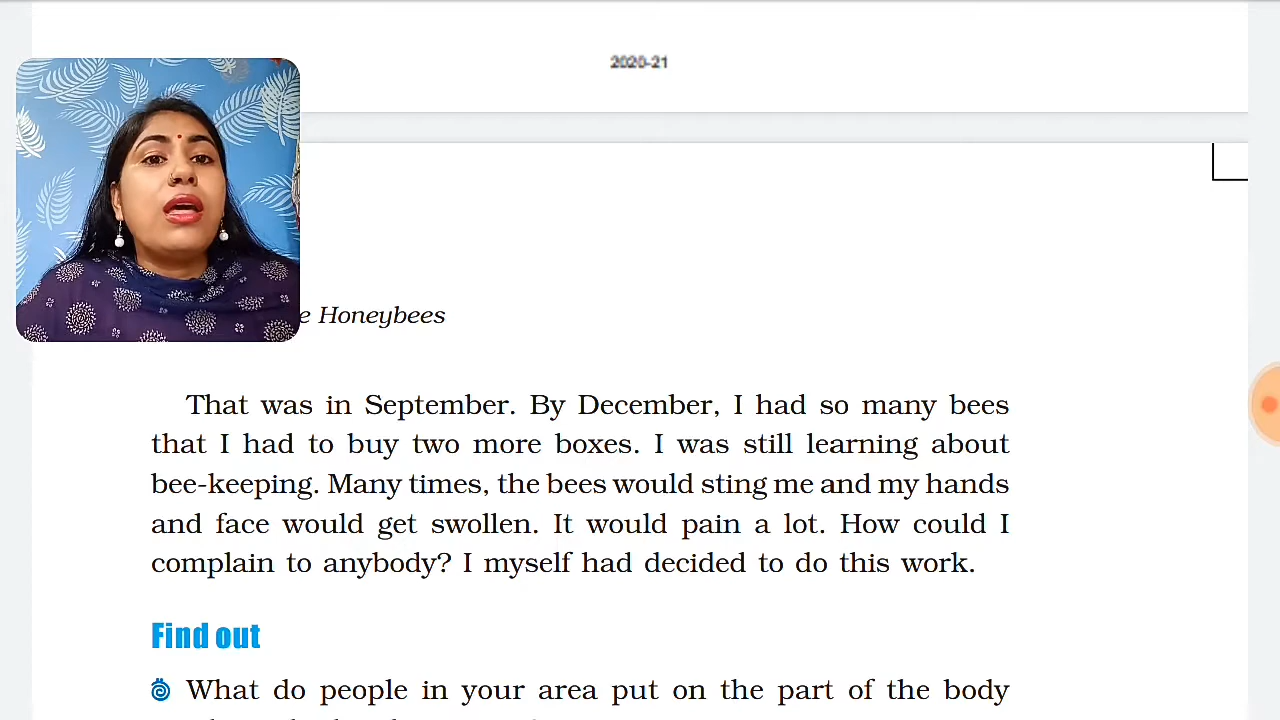 2020-21
e Honeybees
That was in September. By December, I had so many bees
that I had to buy two more boxes. I was still learning about
bee-keeping. Many times, the bees would sting me and my hands
and face would get swollen. It would pain a lot. How could I
complain to anybody? I myself had decided to do this work.
Find out
What do people in your area put on the part of the body